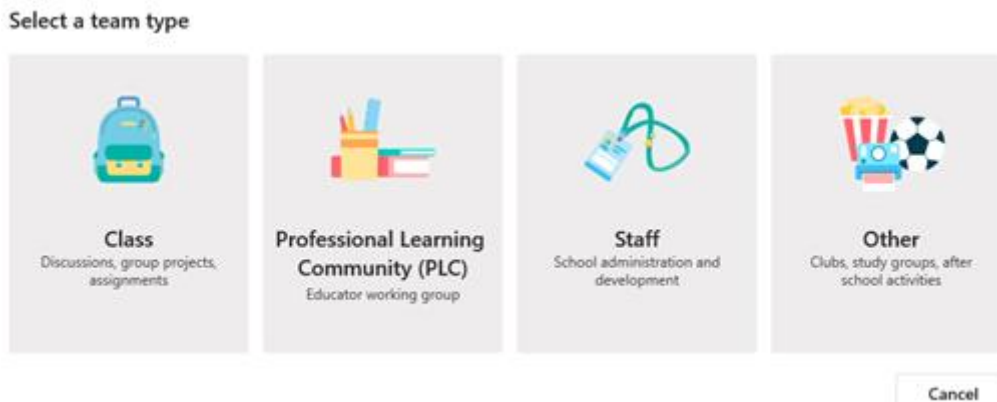 Select a team type
Class
Discussions, group projects,
assignments
Professional Learning
Community (PLC)
Educator working group
Staff
School administration and
development
Other
Clubs, study groups, after
school activities
Cancel